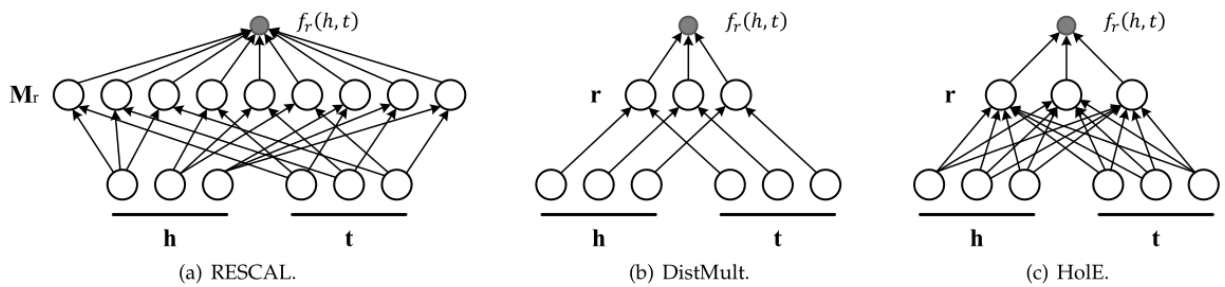 f_r(h, t)
M_r
h
t
(a) RESCAL.
f_r(h, t)
r
h
t
(b) DistMult.
f_r(h, t)
r
h
t
(c) HolE.